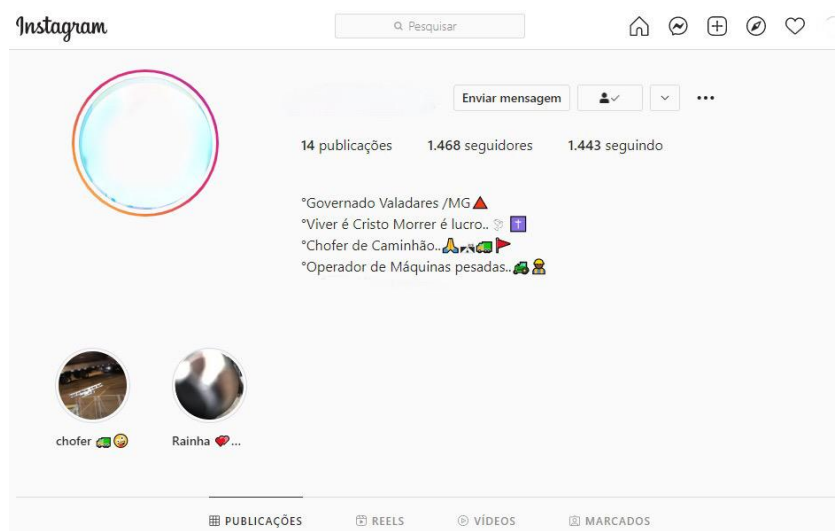 Instagram
Pesquisar
Enviar mensagem
14 publicações 1.468 seguidores 1.443 seguindo
°Governado Valadares /MG🔺
°Viver é Cristo Morrer é lucro.. 🕊 ✝️
°Chofer de Caminhão..🙏🛣🚛🚩
°Operador de Máquinas pesadas..🚜👷
chofer 🚛😜
Rainha 💕...
PUBLICAÇÕES REELS VÍDEOS MARCADOS